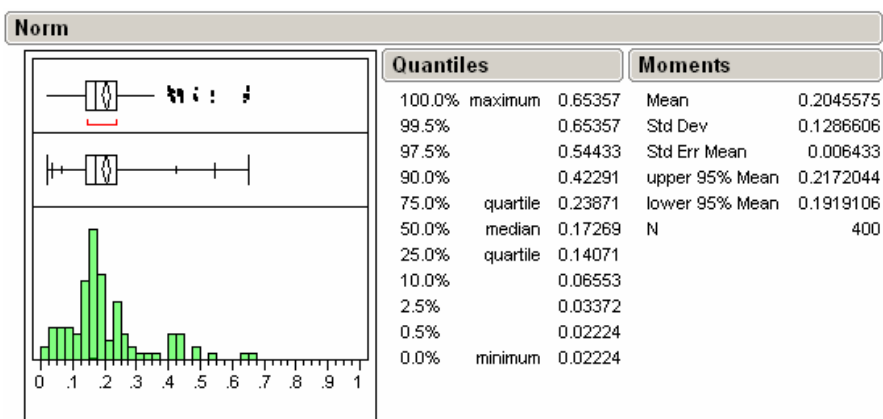 Norm
Quantiles
100.0% maximum 0.65357
99.5% 0.65357
97.5% 0.54433
90.0% 0.42291
75.0% quartile 0.23871
50.0% median 0.17269
25.0% quartile 0.14071
10.0% 0.06553
2.5% 0.03372
0.5% 0.02224
0.0% minimum 0.02224
Moments
Mean 0.2045575
Std Dev 0.1286606
Std Err Mean 0.006433
upper 95% Mean 0.2172044
lower 95% Mean 0.1919106
N 400
0 .1 .2 .3 .4 .5 .6 .7 .8 .9 1